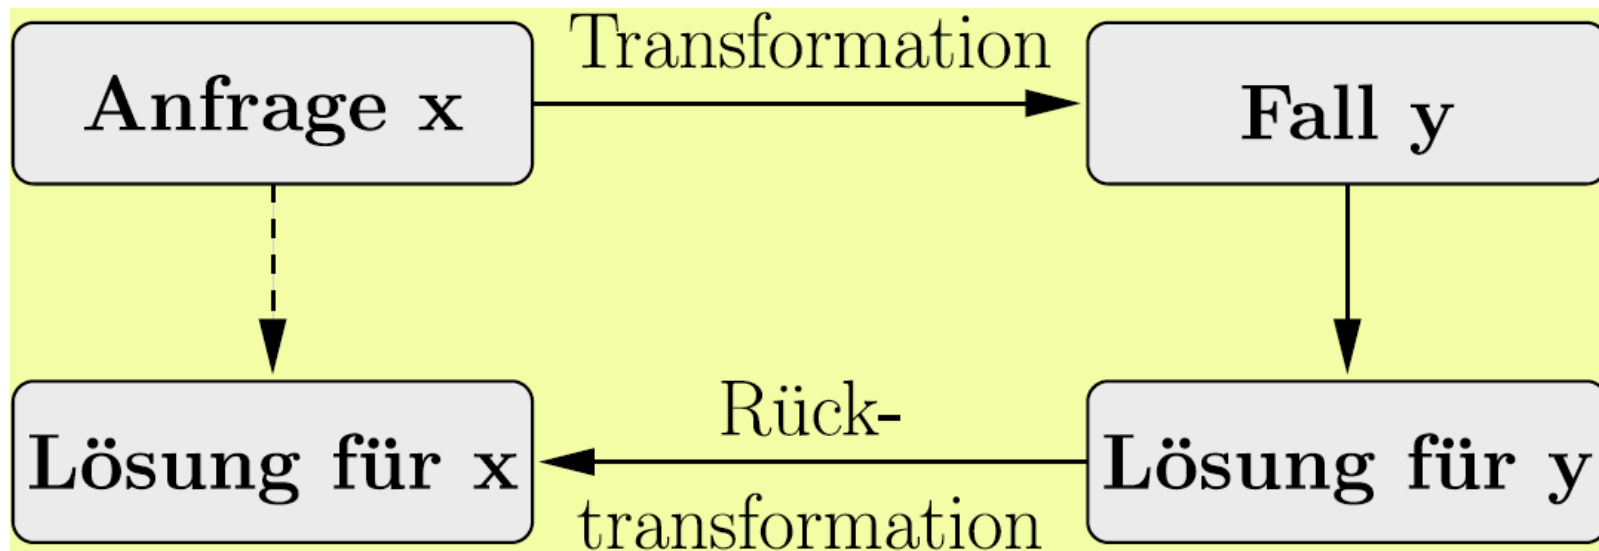 Transformation
Anfrage x
Fall y
Rück-
Lösung für x
Lösung für y
transformation